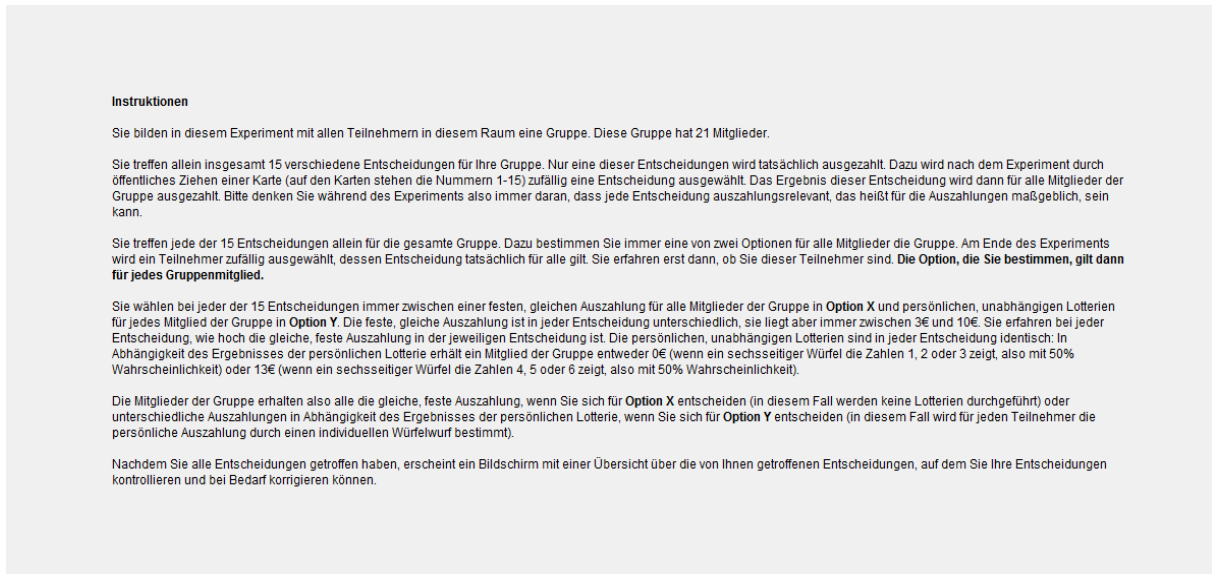 Instruktionen
Sie bilden in diesem Experiment mit allen Teilnehmern in diesem Raum eine Gruppe. Diese Gruppe hat 21 Mitglieder.
Sie treffen allein insgesamt 15 verschiedene Entscheidungen für Ihre Gruppe. Nur eine dieser Entscheidungen wird tatsächlich ausgezahlt. Dazu wird nach dem Experiment durch
öffentliches Ziehen einer Karte (auf den Karten stehen die Nummern 1-15) zufällig eine Entscheidung ausgewählt. Das Ergebnis dieser Entscheidung wird dann für alle Mitglieder der
Gruppe ausgezahlt. Bitte denken Sie während des Experiments also immer daran, dass jede Entscheidung auszahlungsrelevant, das heißt für die Auszahlungen maßgeblich, sein
kann.
Sie treffen jede der 15 Entscheidungen allein für die gesamte Gruppe. Dazu bestimmen Sie immer eine von zwei Optionen für alle Mitglieder die Gruppe. Am Ende des Experiments
wird ein Teilnehmer zufällig ausgewählt, dessen Entscheidung tatsächlich für alle gilt. Sie erfahren erst dann, ob Sie dieser Teilnehmer sind. Die Option, die Sie bestimmen, gilt dann
für jedes Gruppenmitglied.
Sie wählen bei jeder der 15 Entscheidungen immer zwischen einer festen, gleichen Auszahlung für alle Mitglieder der Gruppe in Option X und persönlichen, unabhängigen Lotterien
für jedes Mitglied der Gruppe in Option Y. Die feste, gleiche Auszahlung ist in jeder Entscheidung unterschiedlich, sie liegt aber immer zwischen 3€ und 10€. Sie erfahren bei jeder
Entscheidung, wie hoch die gleiche, feste Auszahlung in der jeweiligen Entscheidung ist. Die persönlichen, unabhängigen Lotterien sind in jeder Entscheidung identisch: In
Abhängigkeit des Ergebnisses der persönlichen Lotterie erhält ein Mitglied der Gruppe entweder 0€ (wenn ein sechsseitiger Würfel die Zahlen 1, 2 oder 3 zeigt, also mit 50%
Wahrscheinlichkeit) oder 13€ (wenn ein sechsseitiger Würfel die Zahlen 4, 5 oder 6 zeigt, also mit 50% Wahrscheinlichkeit).
Die Mitglieder der Gruppe erhalten also alle die gleiche, feste Auszahlung, wenn Sie sich für Option X entscheiden (in diesem Fall werden keine Lotterien durchgeführt) oder
unterschiedliche Auszahlungen in Abhängigkeit des Ergebnisses der persönlichen Lotterie, wenn Sie sich für Option Y entscheiden (in diesem Fall wird für jeden Teilnehmer die
persönliche Auszahlung durch einen individuellen Würfelwurf bestimmt).
Nachdem Sie alle Entscheidungen getroffen haben, erscheint ein Bildschirm mit einer Übersicht über die von Ihnen getroffenen Entscheidungen, auf dem Sie Ihre Entscheidungen
kontrollieren und bei Bedarf korrigieren können.